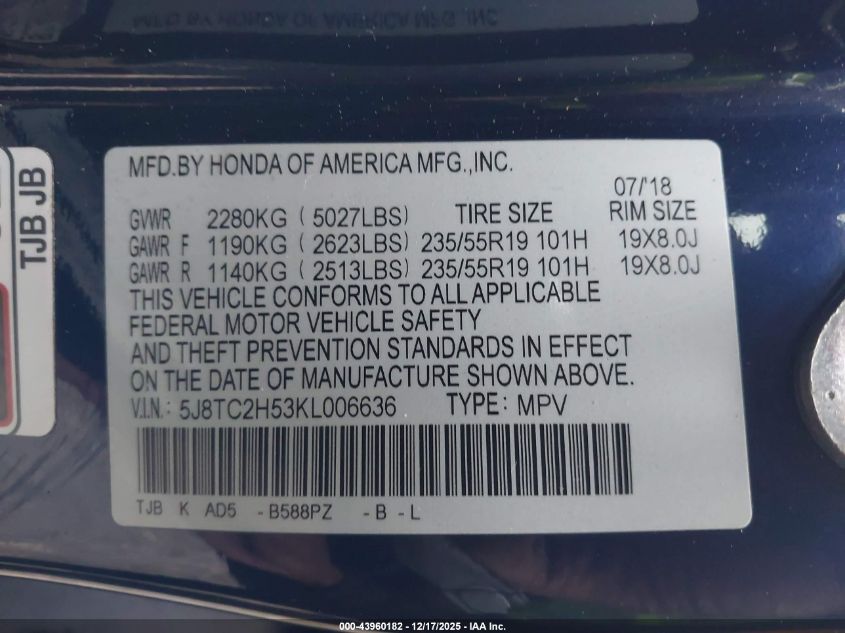 MFD.BY HONDA OF AMERICA MFG.,INC.
07/'18
GVWR 2280KG ( 5027LBS) TIRE SIZE RIM SIZE
GAWR F 1190KG ( 2623LBS) 235/55R19 101H 19X8.0J
GAWR R 1140KG ( 2513LBS) 235/55R19 101H 19X8.0J
THIS VEHICLE CONFORMS TO ALL APPLICABLE
FEDERAL MOTOR VEHICLE SAFETY
AND THEFT PREVENTION STANDARDS IN EFFECT
ON THE DATE OF MANUFACTURE SHOWN ABOVE.
V.I.N.: 5J8TC2H53KL006636 TYPE: MPV
TJB K AD5 -B588PZ -B -L
TJB JB
000-43960182 - 12/17/2025 - IAA Inc.